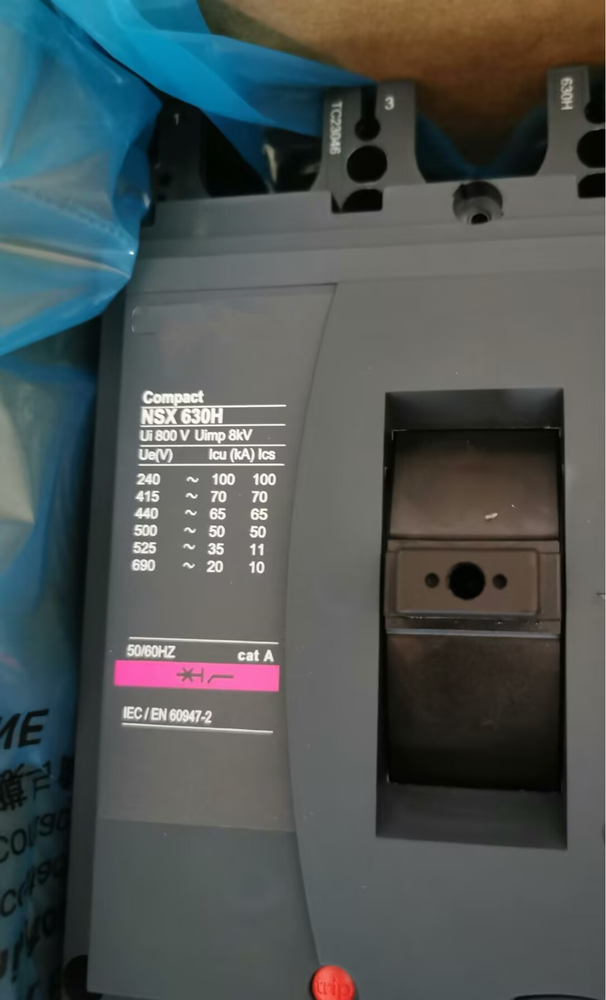 1
TC23046
3
630H
Compact
NSX 630H
Ui 800 V Uimp 8kV
Ue(V) Icu (kA) Ics
240 ~ 100 100
415 ~ 70 70
440 ~ 65 65
500 ~ 50 50
525 ~ 35 11
690 ~ 20 10
50/60HZ cat A
IEC / EN 60947-2
trip